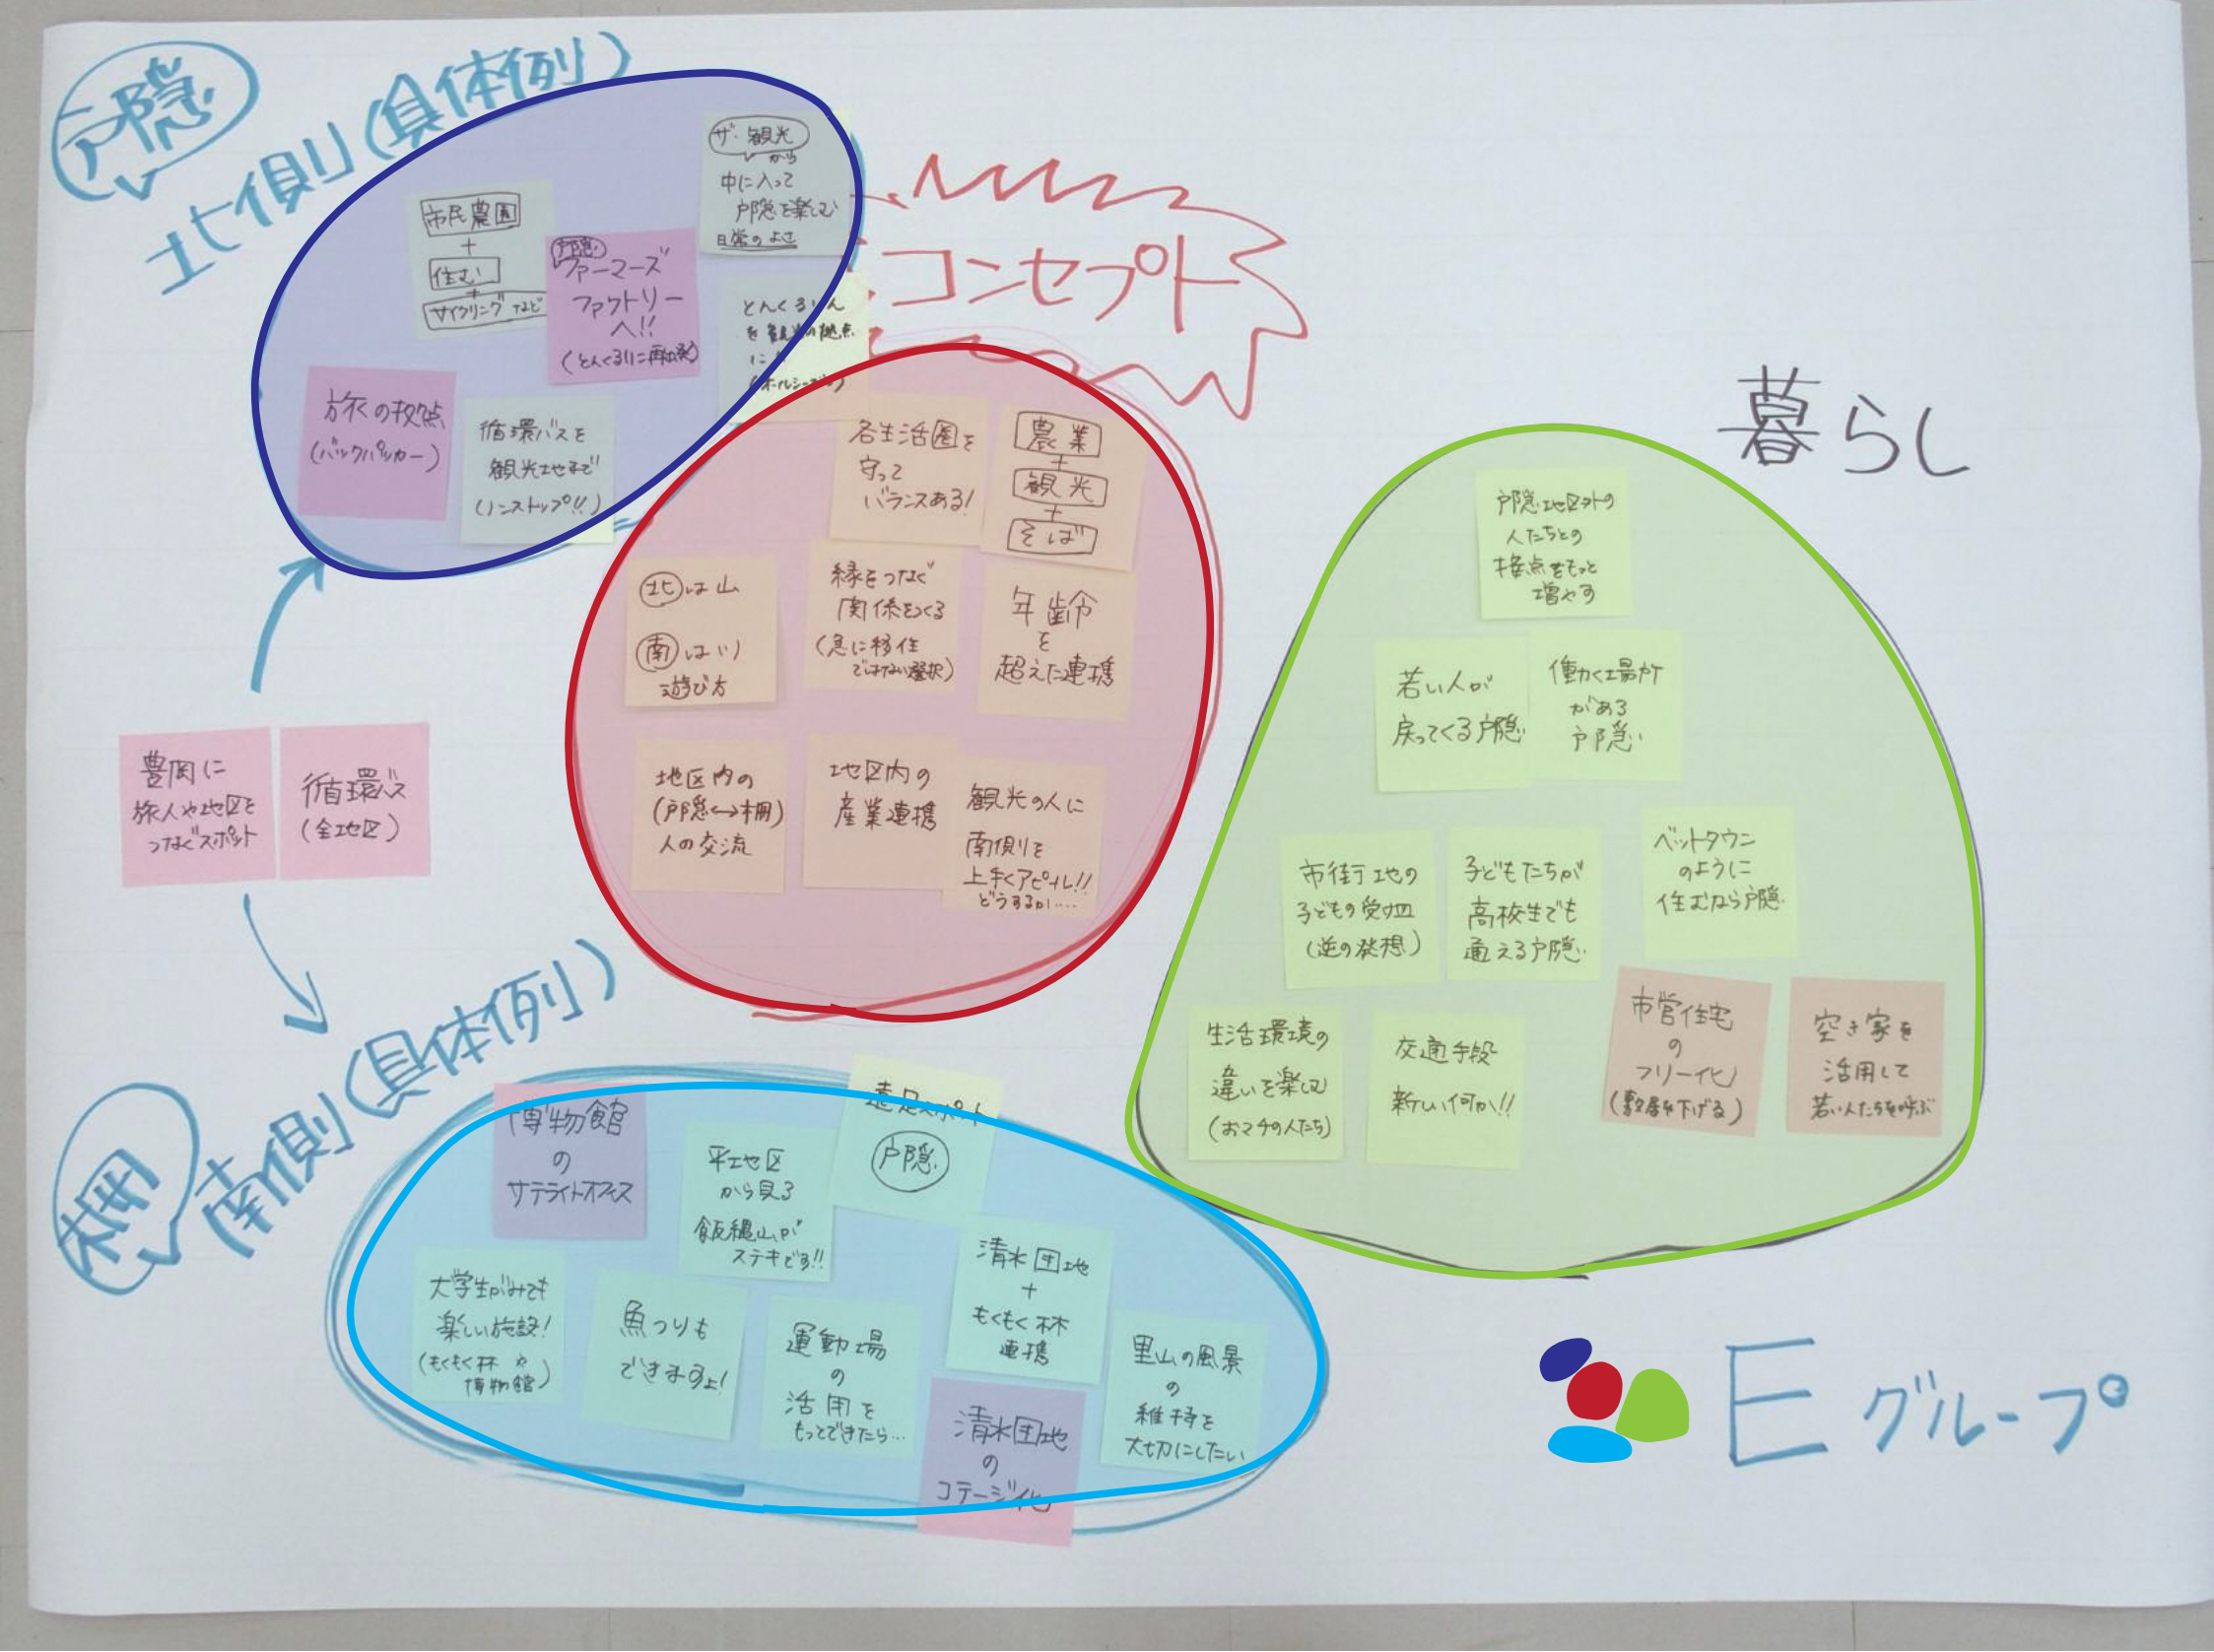 戸隠
北側(具体例)
ザ・観光
から
中に入って
戸隠を楽しむ
日常のよさ
市民農園
+
住む
+
サイクリングなど
戸隠
ファーマーズ
ファクトリー
へ!!
とんくるりん
を観光の拠点
に
(オールシーズン)
旅の拠点
(バックパッカー)
循環バスを
観光地まで
(ノンストップ!!)
コンセプト
各生活圏を
守って
バランスある!
農業
+
観光
+
そば
北は山
南は
遊び方
縁をつなぐ
関係をつくる
(急に移住
ではない選択)
年齢
を
超えた連携
地区内の
(戸隠↔柵)
人の交流
地区内の
産業連携
観光の人に
南側を
上手くアピール!!
どうするか‥‥
豊岡に
旅人や地区を
つなぐスポット
循環バス
(全地区)
暮らし
戸隠地区外の
人たちとの
接点をもっと
増やす
若い人が
戻ってくる戸隠
働く場所
がある
戸隠
市街地の
子どもの受皿
(逆の発想)
子どもたちが
高校生でも
通える戸隠
ベットタウン
のように
住むなら戸隠
生活環境の
違いを楽しむ
(おマチの人たち)
交通手段
新しい何か!!
市営住宅
の
フリー化
(敷居を下げる)
空き家を
活用して
若い人たちを呼ぶ
柵
南側(具体例)
博物館
の
サテライトオフィス
平地区
から見る
飯縄山が
ステキです!!
遠足スポット
戸隠
大学生がみても
楽しい施設!
(もくもく林や
博物館)
魚つりも
できますよ!
運動場
の
活用を
もっとできたら…
清水団地
+
もくもく林
連携
清水団地
の
コテージ化
里山の風景
の
維持を
大切にしたい
Eグループ